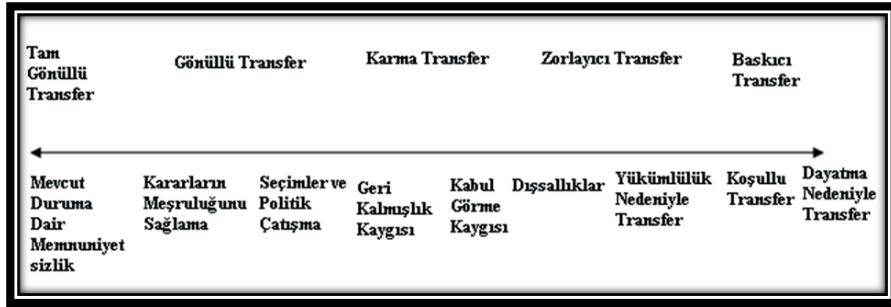 Tam
Gönüllü
Transfer
Gönüllü Transfer
Karma Transfer
Zorlayıcı Transfer
Baskıcı
Transfer
Mevcut
Duruma
Dair
Memnuniyet
sizlik
Kararların
Meşruluğunu
Sağlama
Seçimler ve
Politik
Çatışma
Geri
Kalmışlık
Kaygısı
Kabul
Görme
Kaygısı
Dışsallıklar
Yükümlülük
Nedeniyle
Transfer
Koşullu
Transfer
Dayatma
Nedeniyle
Transfer